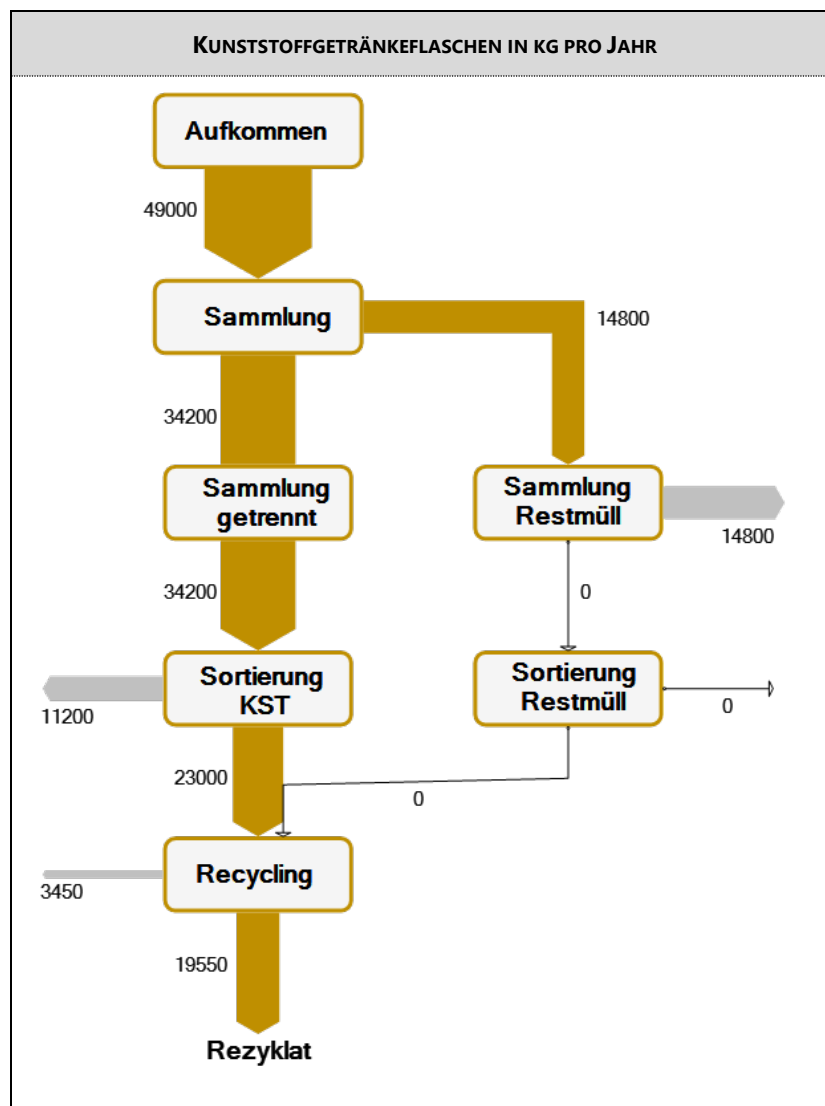 KUNSTSTOFFGETRÄNKEFLASCHEN IN KG PRO JAHR
Aufkommen
49000
Sammlung
14800
34200
Sammlung
getrennt
Sammlung
Restmüll
14800
34200
0
Sortierung
KST
Sortierung
Restmüll
11200
0
23000
0
Recycling
3450
19550
Rezyklat